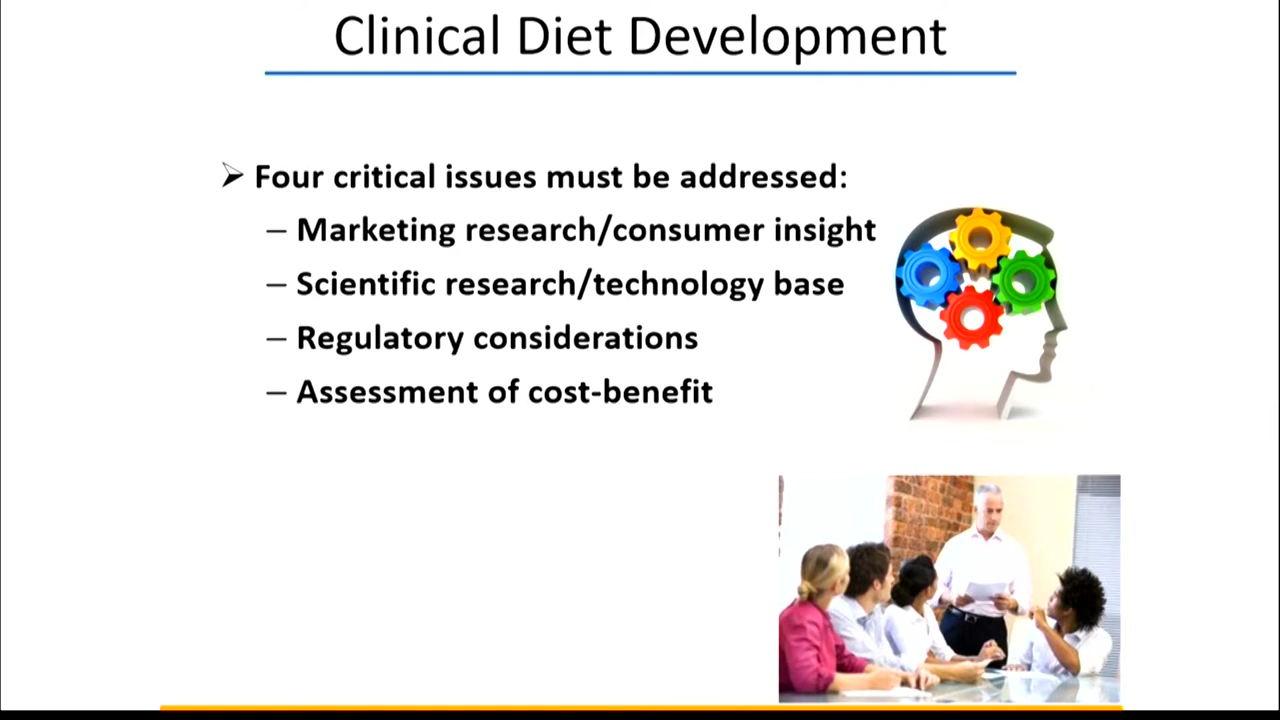 Clinical Diet Development
➢ Four critical issues must be addressed:
– Marketing research/consumer insight
– Scientific research/technology base
– Regulatory considerations
– Assessment of cost-benefit